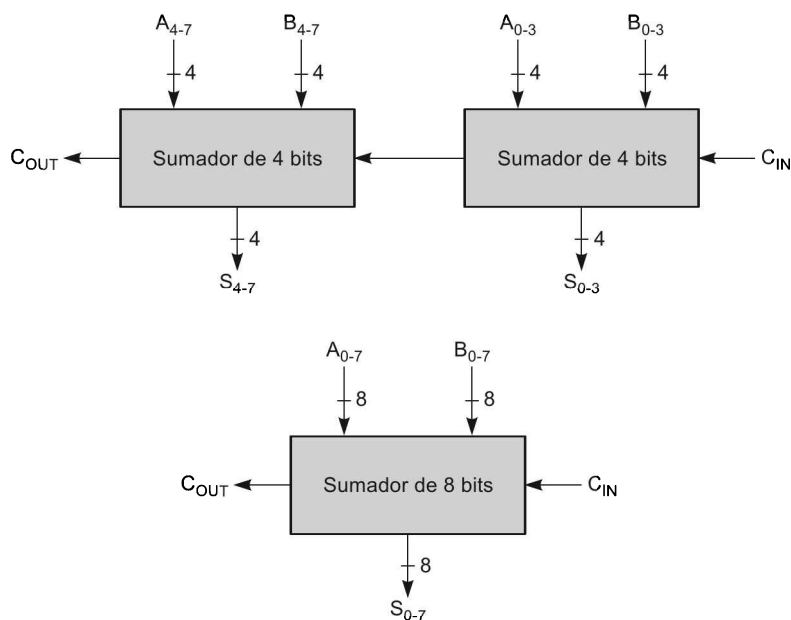 A4-7 B4-7 A0-3 B0-3
4 4 4 4
COUT Sumador de 4 bits Sumador de 4 bits CIN
4 4
S4-7 S0-3
A0-7 B0-7
8 8
COUT Sumador de 8 bits CIN
8
S0-7